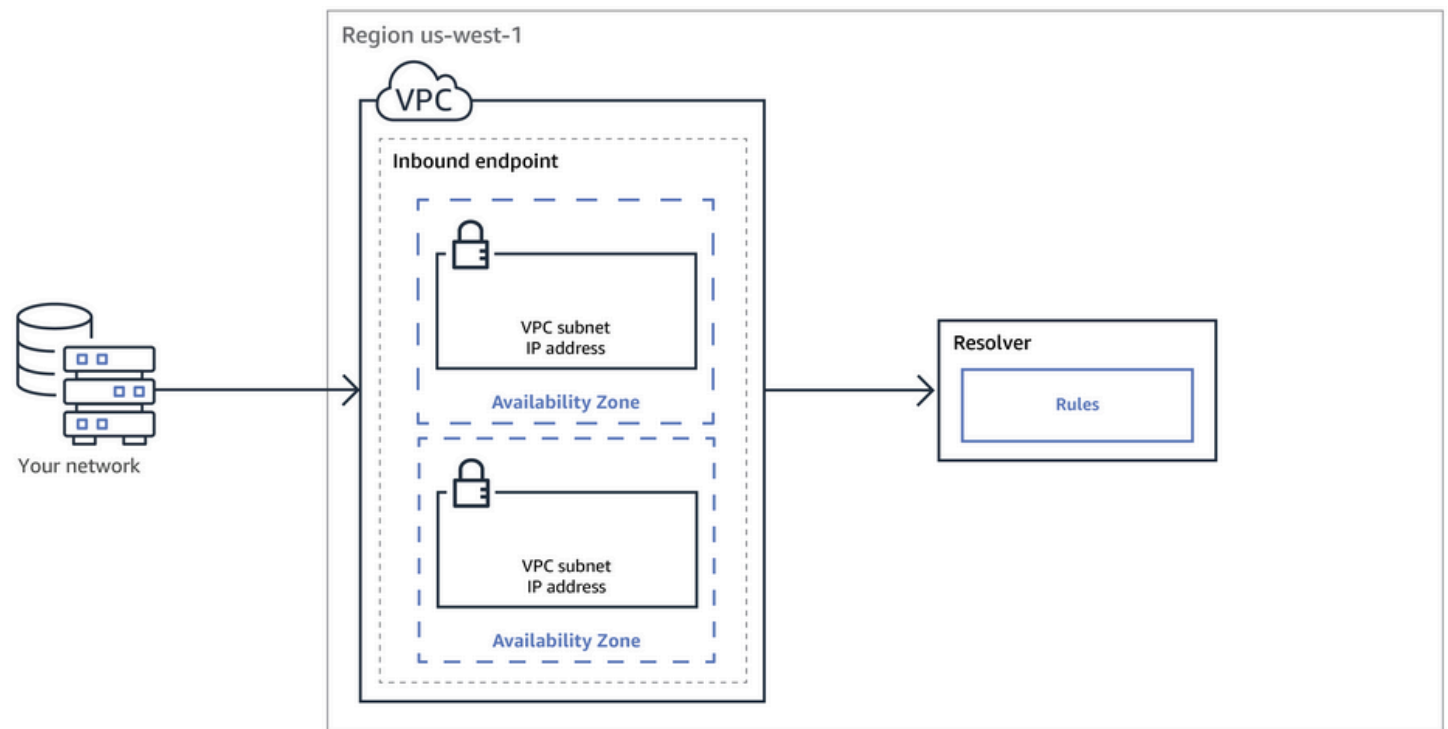 Region us-west-1
VPC
Inbound endpoint
VPC subnet
IP address
Availability Zone
Your network
VPC subnet
IP address
Availability Zone
Resolver
Rules